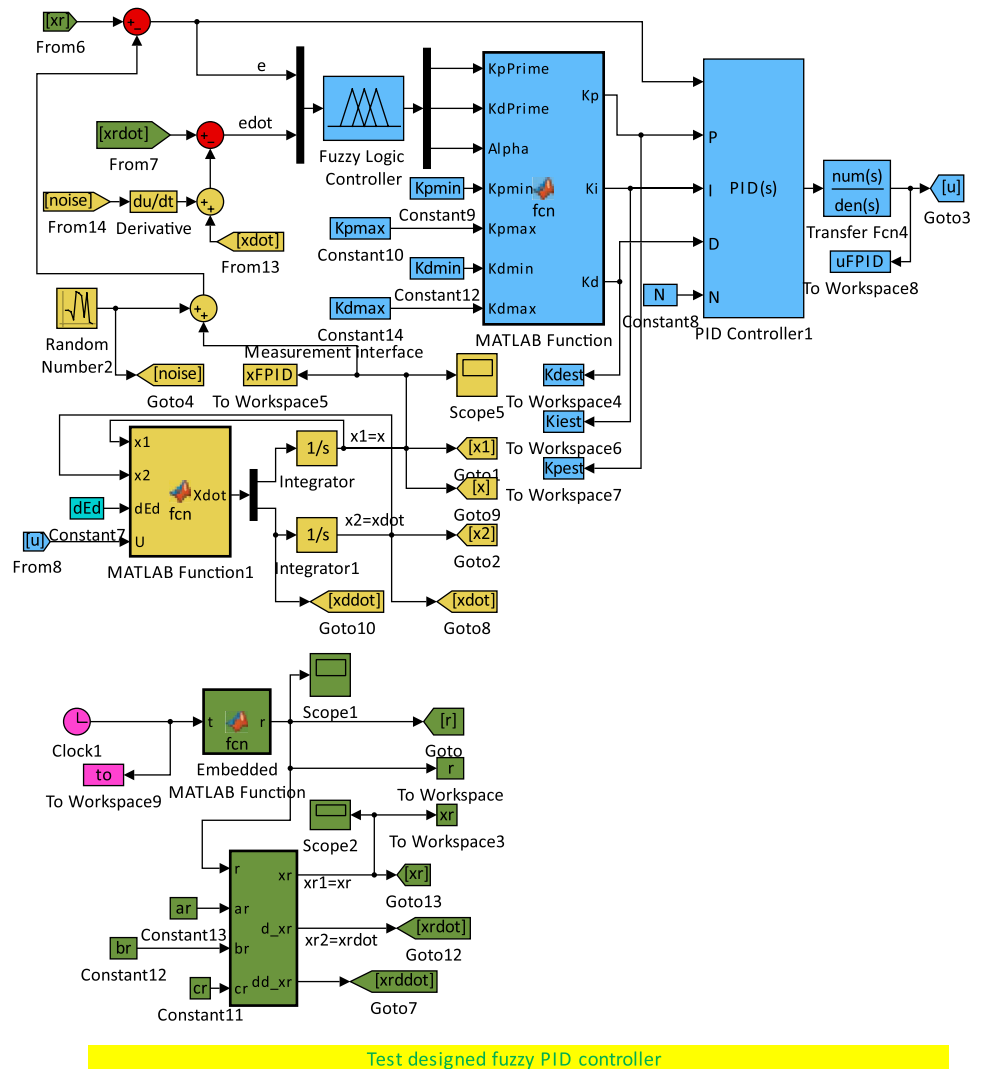 [xr]
From6
+
-
e
[xrdot]
From7
+
-
edot
[noise]
From14
du/dt
Derivative
+
+
[xdot]
From13
Fuzzy Logic
Controller
KpPrime
KdPrime
Alpha
Kpmin
Kpmax
Kdmin
Kdmax
fcn
Kp
Ki
Kd
MATLAB Function
Kpmin
Constant9
Kpmax
Constant10
Kdmin
Constant12
Kdmax
Constant14
P
I
D
N
PID(s)
PID Controller1
N
Constant8
num(s)
den(s)
Transfer Fcn4
[u]
Goto3
uFPID
To Workspace8
Random
Number2
+
+
[noise]
Goto4
Measurement Interface
xFPID
To Workspace5
Scope5
Kdest
To Workspace4
Kiest
To Workspace6
Kpest
To Workspace7
x1
x2
dEd
U
fcn
Xdot
MATLAB Function1
dEd
Constant7
[u]
From8
1/s
Integrator
x1=x
[x1]
Goto1
[x]
Goto9
1/s
Integrator1
x2=xdot
[x2]
Goto2
[xddot]
Goto10
[xdot]
Goto8
Scope1
Clock1
t
r
fcn
Embedded
MATLAB Function
[r]
Goto
to
To Workspace9
r
To Workspace
Scope2
xr
To Workspace3
r
ar
br
cr
xr
d_xr
dd_xr
xr1=xr
[xr]
Goto13
ar
Constant13
br
Constant12
cr
Constant11
xr2=xrdot
[xrdot]
Goto12
[xrddot]
Goto7
Test designed fuzzy PID controller